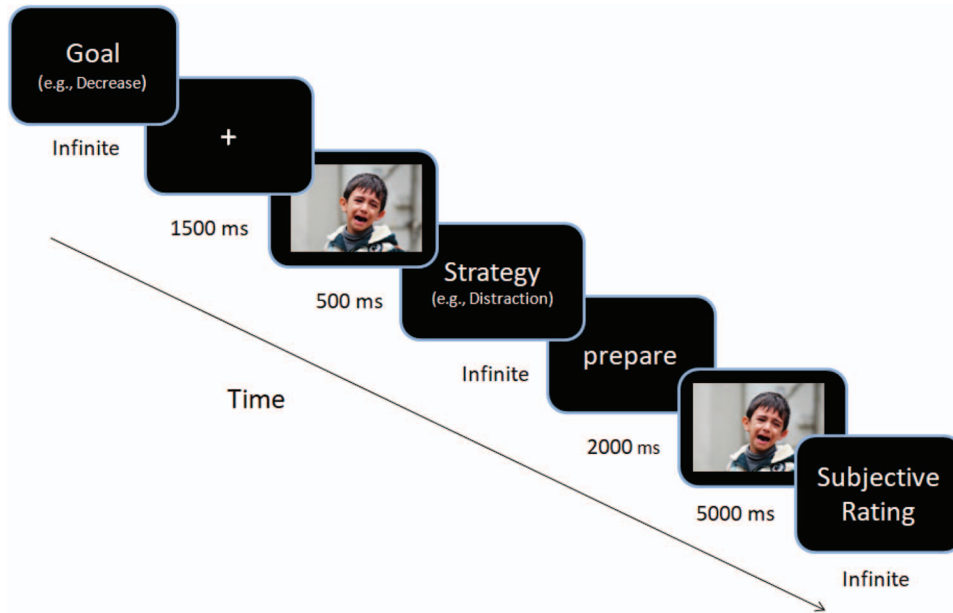 Goal
(e.g., Decrease)
Infinite
+
1500 ms
500 ms
Strategy
(e.g., Distraction)
Infinite
prepare
2000 ms
5000 ms
Subjective
Rating
Infinite
Time